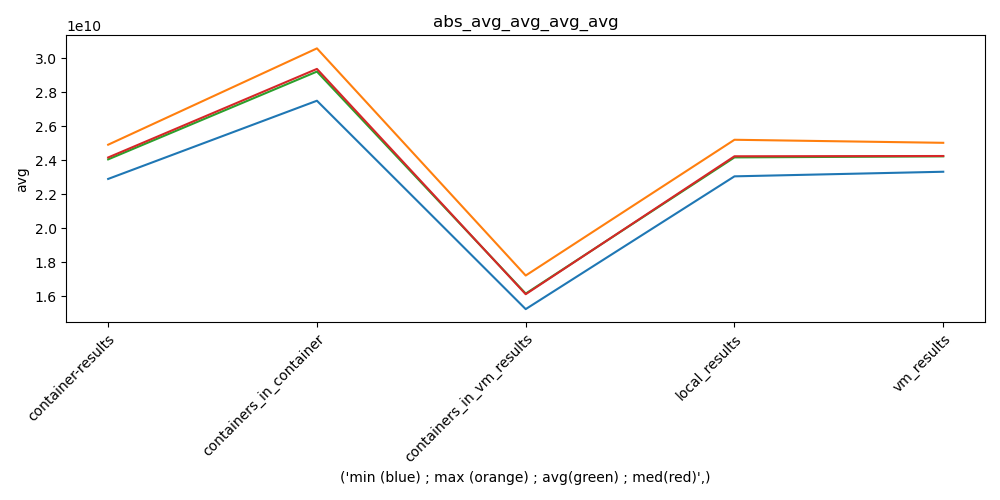 abs_avg_avg_avg_avg
1e10
3.0
2.8
2.6
2.4
2.2
2.0
1.8
1.6
avg
container-results
containers_in_container
containers_in_vm_results
local_results
vm_results
('min (blue) ; max (orange) ; avg(green) ; med(red)',)